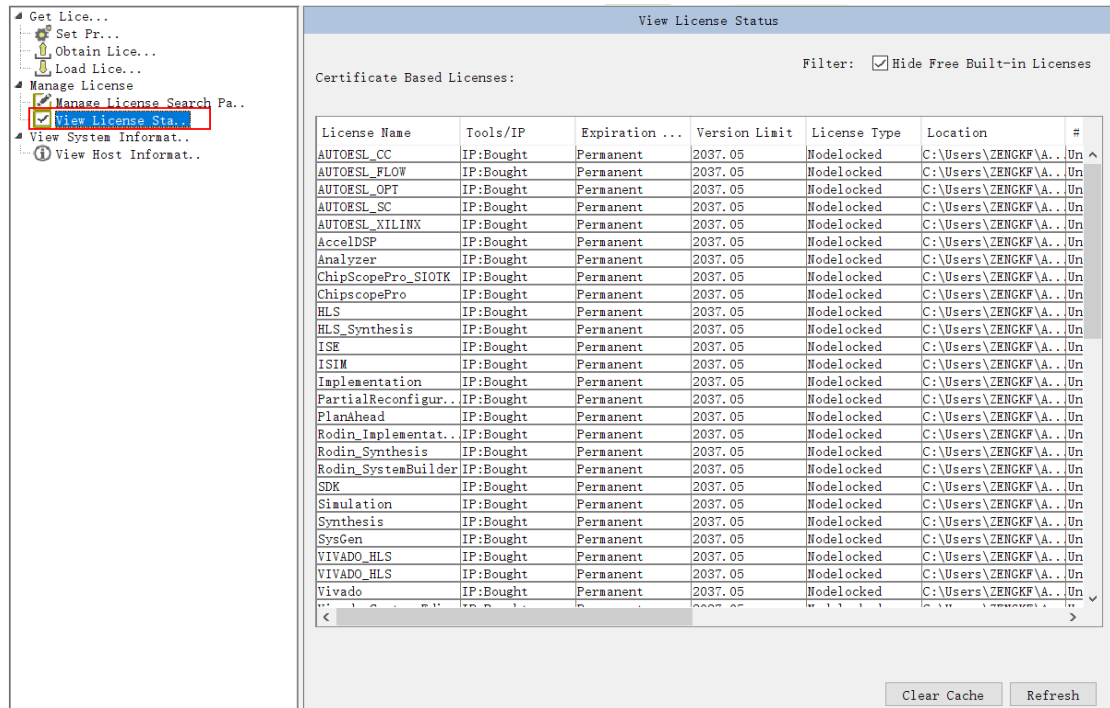 Get Lice...
Set Pr...
Obtain Lice...
Load Lice...
Manage License
Manage License Search Pa..
View License Sta..
View System Informat..
View Host Informat..
View License Status
Filter: Hide Free Built-in Licenses
Certificate Based Licenses:
License Name Tools/IP Expiration ... Version Limit License Type Location #
AUTOESL_CC IP:Bought Permanent 2037.05 Nodelocked C:\Users\ZENGKF\A... Un
AUTOESL_FLOW IP:Bought Permanent 2037.05 Nodelocked C:\Users\ZENGKF\A... Un
AUTOESL_OPT IP:Bought Permanent 2037.05 Nodelocked C:\Users\ZENGKF\A... Un
AUTOESL_SC IP:Bought Permanent 2037.05 Nodelocked C:\Users\ZENGKF\A... Un
AUTOESL_XILINX IP:Bought Permanent 2037.05 Nodelocked C:\Users\ZENGKF\A... Un
AccelDSP IP:Bought Permanent 2037.05 Nodelocked C:\Users\ZENGKF\A... Un
Analyzer IP:Bought Permanent 2037.05 Nodelocked C:\Users\ZENGKF\A... Un
ChipScopePro_SIOTK IP:Bought Permanent 2037.05 Nodelocked C:\Users\ZENGKF\A... Un
ChipscopePro IP:Bought Permanent 2037.05 Nodelocked C:\Users\ZENGKF\A... Un
HLS IP:Bought Permanent 2037.05 Nodelocked C:\Users\ZENGKF\A... Un
HLS_Synthesis IP:Bought Permanent 2037.05 Nodelocked C:\Users\ZENGKF\A... Un
ISE IP:Bought Permanent 2037.05 Nodelocked C:\Users\ZENGKF\A... Un
ISIM IP:Bought Permanent 2037.05 Nodelocked C:\Users\ZENGKF\A... Un
Implementation IP:Bought Permanent 2037.05 Nodelocked C:\Users\ZENGKF\A... Un
PartialReconfigur... IP:Bought Permanent 2037.05 Nodelocked C:\Users\ZENGKF\A... Un
PlanAhead IP:Bought Permanent 2037.05 Nodelocked C:\Users\ZENGKF\A... Un
Rodin_Implementat... IP:Bought Permanent 2037.05 Nodelocked C:\Users\ZENGKF\A... Un
Rodin_Synthesis IP:Bought Permanent 2037.05 Nodelocked C:\Users\ZENGKF\A... Un
Rodin_SystemBuilder IP:Bought Permanent 2037.05 Nodelocked C:\Users\ZENGKF\A... Un
SDK IP:Bought Permanent 2037.05 Nodelocked C:\Users\ZENGKF\A... Un
Simulation IP:Bought Permanent 2037.05 Nodelocked C:\Users\ZENGKF\A... Un
Synthesis IP:Bought Permanent 2037.05 Nodelocked C:\Users\ZENGKF\A... Un
SysGen IP:Bought Permanent 2037.05 Nodelocked C:\Users\ZENGKF\A... Un
VIVADO_HLS IP:Bought Permanent 2037.05 Nodelocked C:\Users\ZENGKF\A... Un
VIVADO_HLS IP:Bought Permanent 2037.05 Nodelocked C:\Users\ZENGKF\A... Un
Vivado IP:Bought Permanent 2037.05 Nodelocked C:\Users\ZENGKF\A... Un
Clear Cache Refresh